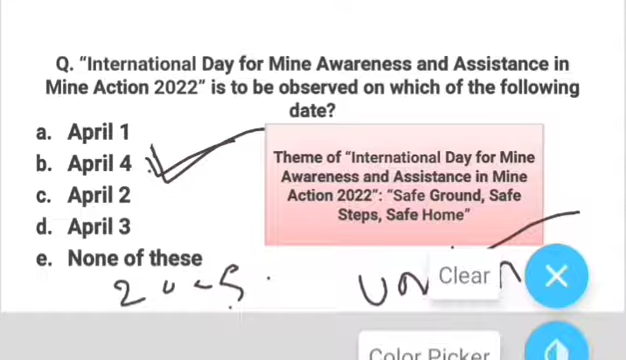 Q. “International Day for Mine Awareness and Assistance in
Mine Action 2022” is to be observed on which of the following
date?
a. April 1
b. April 4
c. April 2
d. April 3
e. None of these
Theme of “International Day for Mine
Awareness and Assistance in Mine
Action 2022”: “Safe Ground, Safe
Steps, Safe Home”
Clear
Color Picker